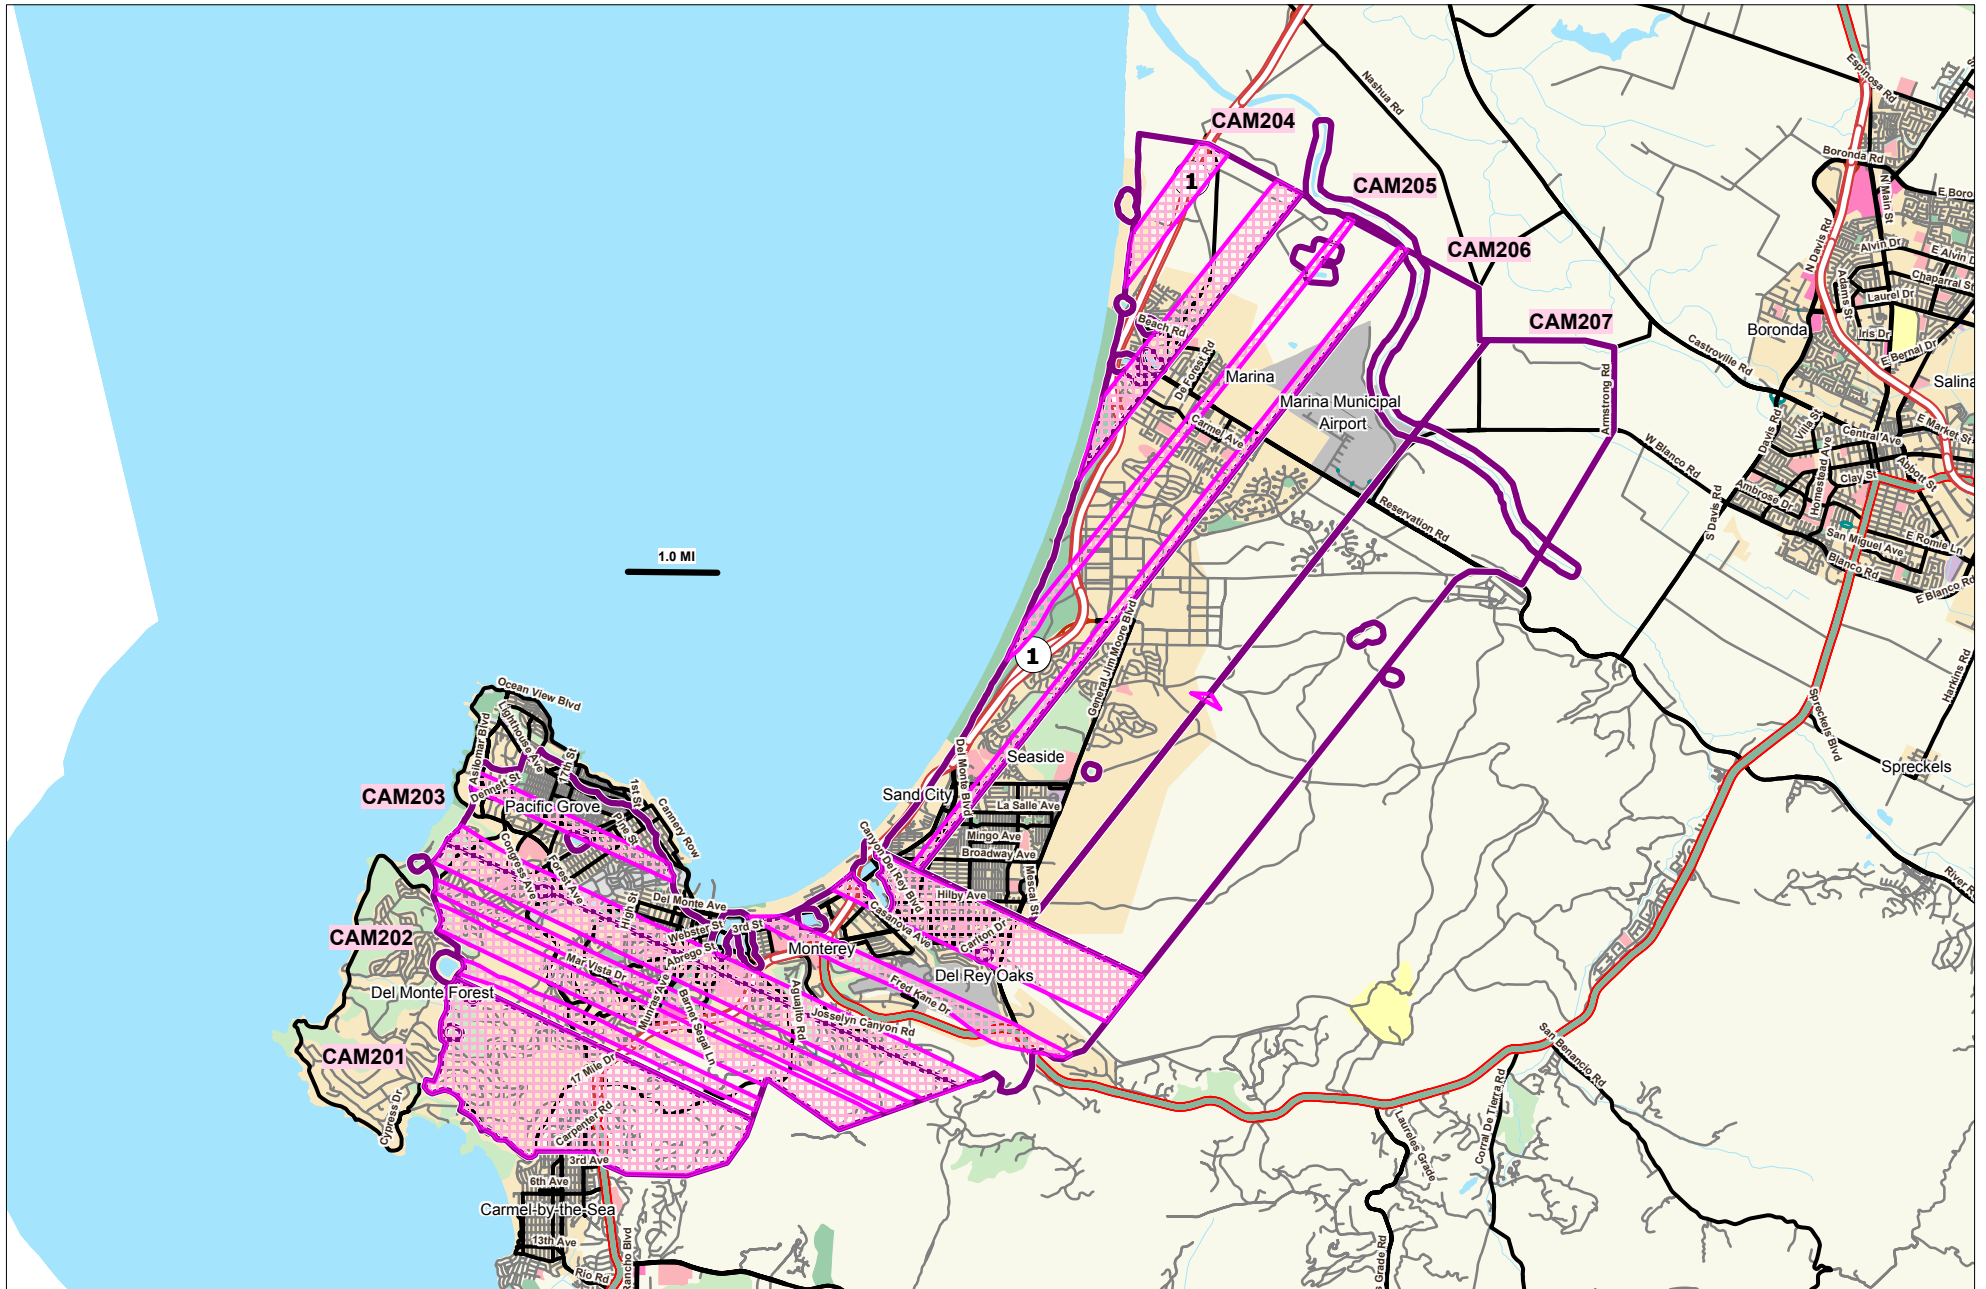 Nashua Rd
Espinosa Rd
CAM204
1
CAM205
Boronda Rd
N Main St
E Boro
CAM206
N Davis Rd
Alvin Dr
E Alvin D
Adams St
Chaparral St
Laurel Dr
CAM207
Boronda
Iris Dr
E Bernal Dr
Beach Rd
De Forest Rd
Castroville Rd
Marina
Salina
Armstrong Rd
Marina Municipal
Airport
Carmel Ave
Davis Rd
Villa St
Central Ave
E Market St
W Blanco Rd
Homestead Ave
Clay St
Abbott St
Ambrose Dr
S Davis Rd
Reservation Rd
San Miguel Ave
E Romie Ln
Blanco Rd
E Blanco Rd
1.0 MI
General Jim Moore Blvd
1
Harkins Rd
Ocean View Blvd
Lighthouse Ave
Asilomar Blvd
Spreckels Blvd
Del Monte Blvd
Seaside
17th St
Spreckels
Dennett St
CAM203
Pacific Grove
1st St
Cannery Row
Pine St
Sand City
La Salle Ave
Mingo Ave
Broadway Ave
Canyon Del Rey Blvd
Congress Ave
Forest Ave
Mescal St
River R
High St
Del Monte Ave
Hilby Ave
Webster St
3rd St
Casanova Ave
Carlton Dr
CAM202
Abrego St
Monterey
Mar Vista Dr
Del Rey Oaks
Del Monte Forest
Munras Ave
Barnet Segal Ln
Aguajito Rd
Fred Kane Dr
Josselyn Canyon Rd
CAM201
17 Mile Dr
San Benancio Rd
Cypress Dr
Carpenter Rd
Laureles Grade
Corral De Tierra Rd
3rd Ave
6th Ave
Carmel-by-the-Sea
13th Ave
Rio Rd
Rancho Blvd
s Grade Rd